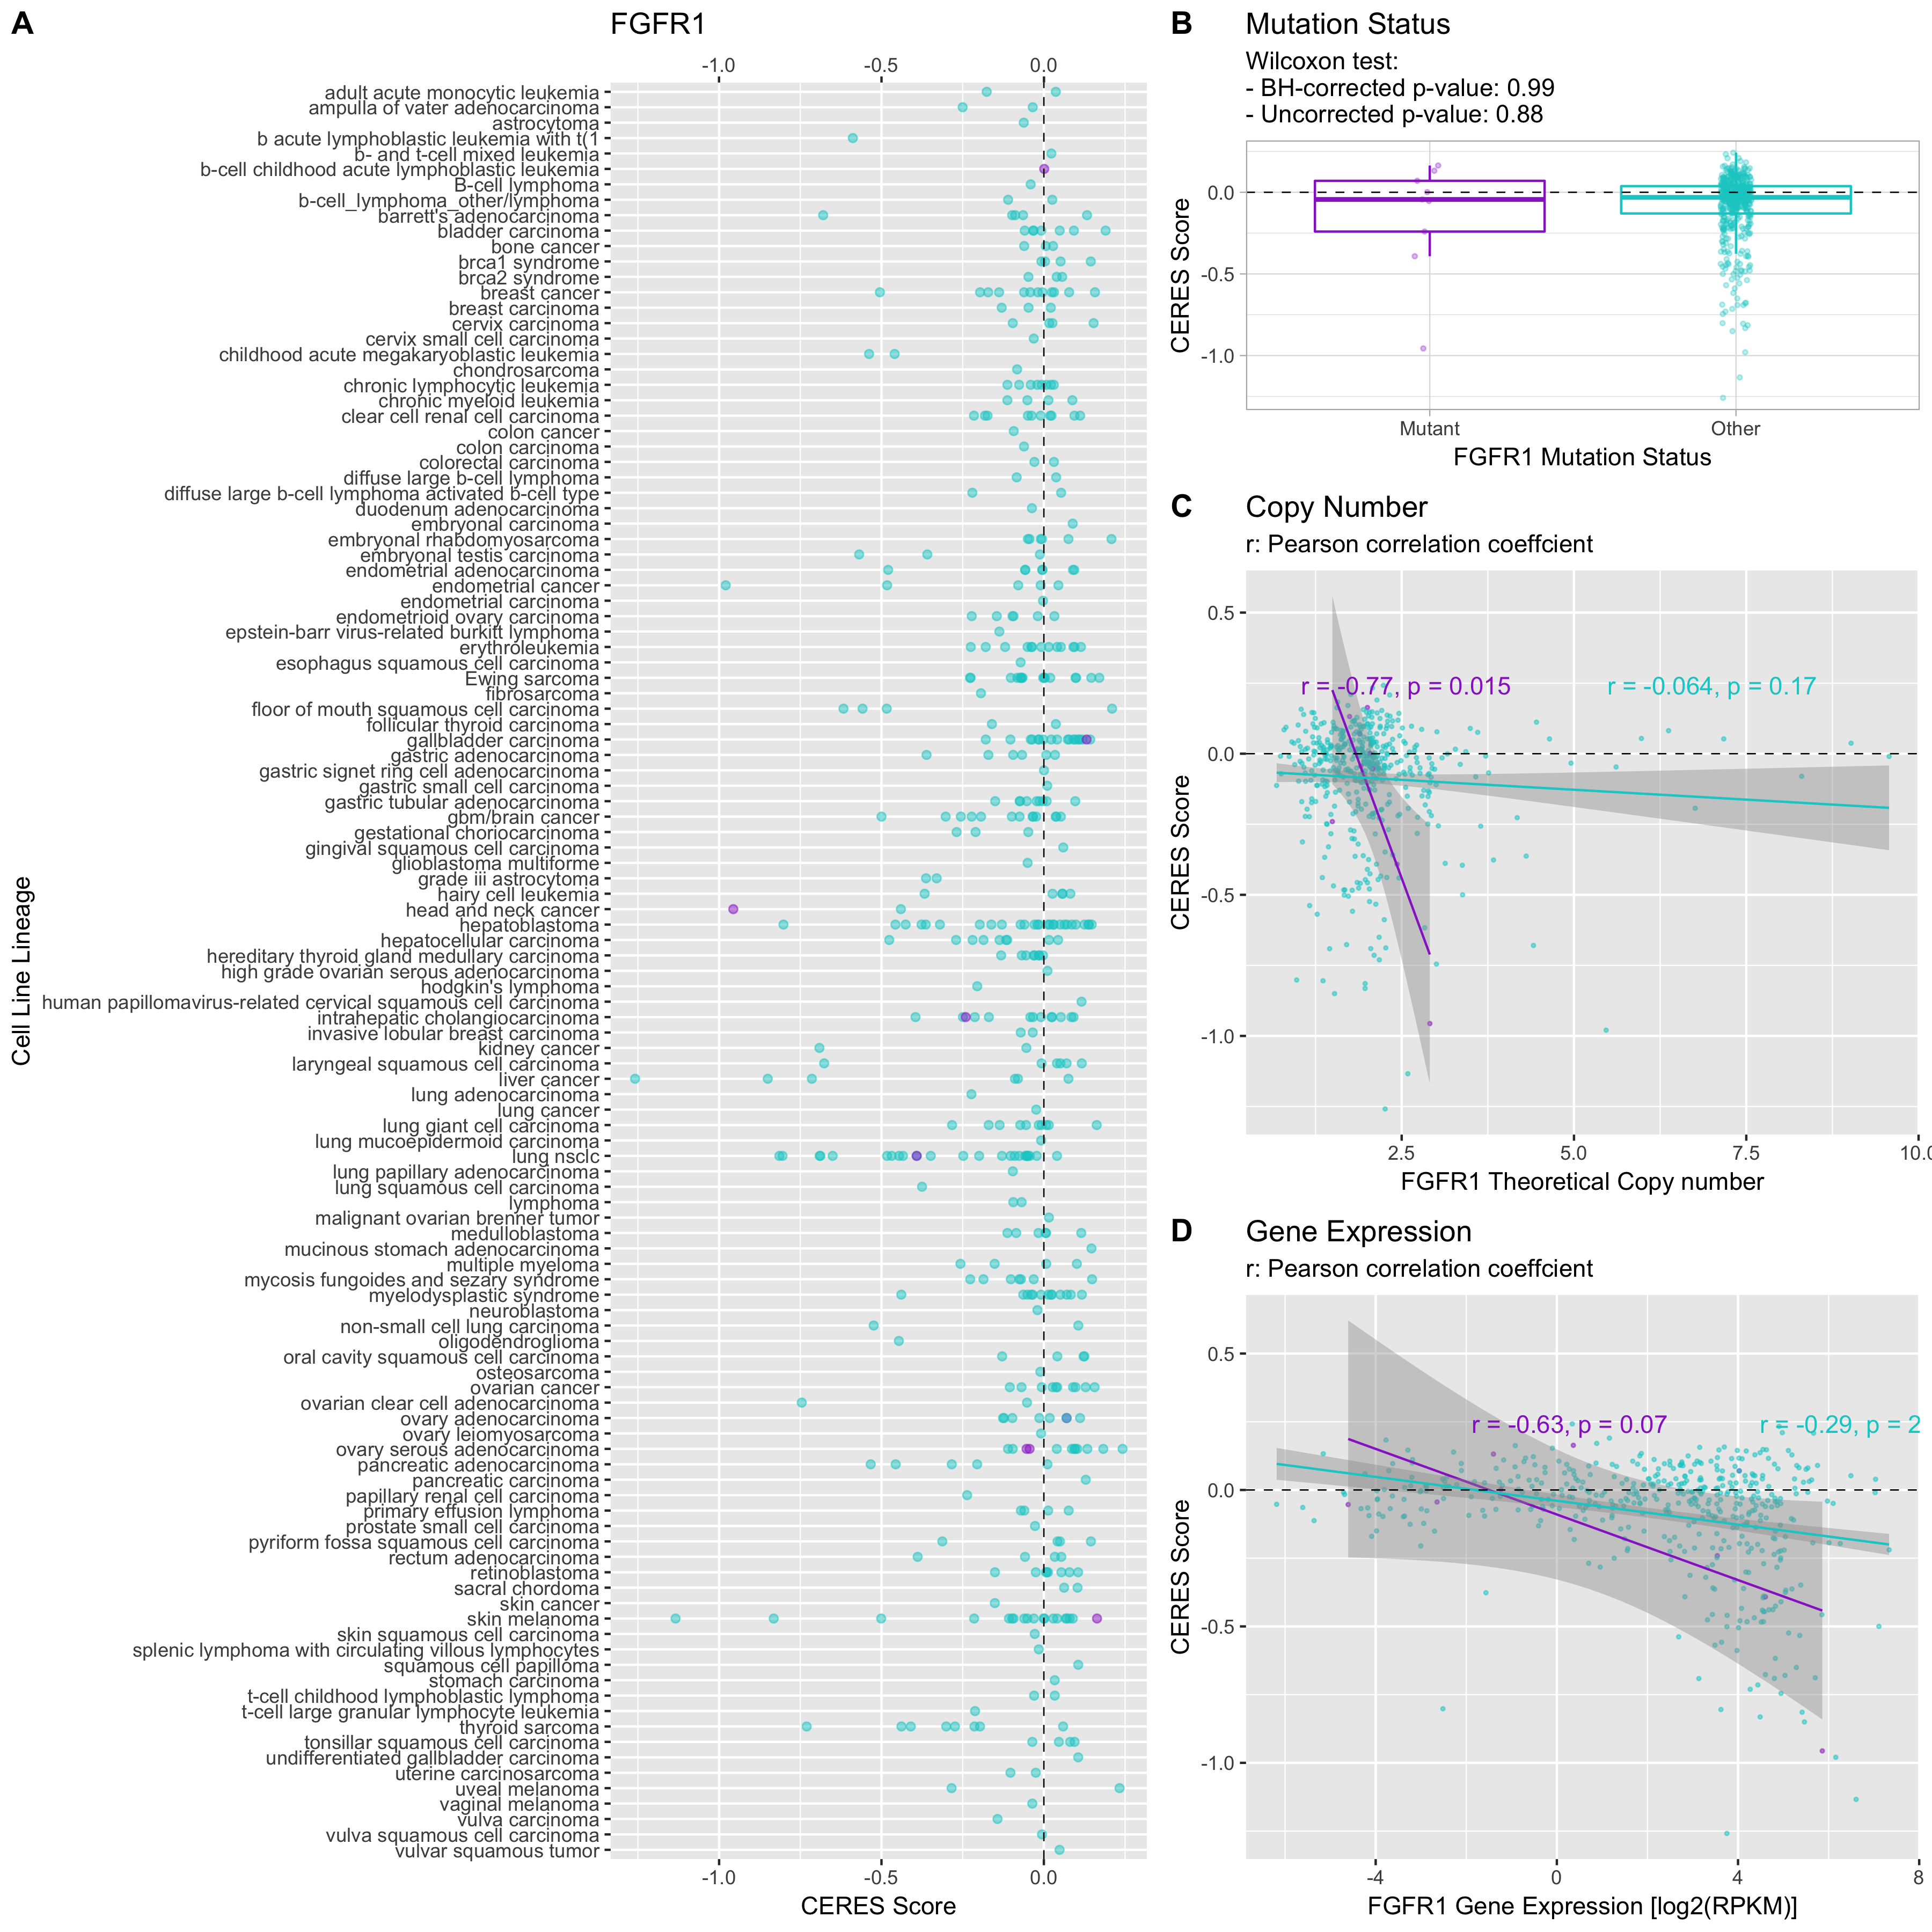 A
FGFR1
-1.0
-0.5
0.0
adult acute monocytic leukemia
ampulla of vater adenocarcinoma
astrocytoma
b acute lymphoblastic leukemia with t(1
b- and t-cell mixed leukemia
b-cell childhood acute lymphoblastic leukemia
B-cell lymphoma
b-cell_lymphoma_other/lymphoma
barrett's adenocarcinoma
bladder carcinoma
bone cancer
brca1 syndrome
brca2 syndrome
breast cancer
breast carcinoma
cervix carcinoma
cervix small cell carcinoma
childhood acute megakaryoblastic leukemia
chondrosarcoma
chronic lymphocytic leukemia
chronic myeloid leukemia
clear cell renal cell carcinoma
colon cancer
colon carcinoma
colorectal carcinoma
diffuse large b-cell lymphoma
diffuse large b-cell lymphoma activated b-cell type
duodenum adenocarcinoma
embryonal carcinoma
embryonal rhabdomyosarcoma
embryonal testis carcinoma
endometrial adenocarcinoma
endometrial cancer
endometrial carcinoma
endometrioid ovary carcinoma
epstein-barr virus-related burkitt lymphoma
erythroleukemia
esophagus squamous cell carcinoma
Ewing sarcoma
fibrosarcoma
floor of mouth squamous cell carcinoma
follicular thyroid carcinoma
gallbladder carcinoma
gastric adenocarcinoma
gastric signet ring cell adenocarcinoma
gastric small cell carcinoma
gastric tubular adenocarcinoma
gbm/brain cancer
gestational choriocarcinoma
gingival squamous cell carcinoma
glioblastoma multiforme
grade iii astrocytoma
hairy cell leukemia
head and neck cancer
hepatoblastoma
hepatocellular carcinoma
hereditary thyroid gland medullary carcinoma
high grade ovarian serous adenocarcinoma
hodgkin's lymphoma
human papillomavirus-related cervical squamous cell carcinoma
intrahepatic cholangiocarcinoma
invasive lobular breast carcinoma
kidney cancer
laryngeal squamous cell carcinoma
liver cancer
lung adenocarcinoma
lung cancer
lung giant cell carcinoma
lung mucoepidermoid carcinoma
lung nsclc
lung papillary adenocarcinoma
lung squamous cell carcinoma
lymphoma
malignant ovarian brenner tumor
medulloblastoma
mucinous stomach adenocarcinoma
multiple myeloma
mycosis fungoides and sezary syndrome
myelodysplastic syndrome
neuroblastoma
non-small cell lung carcinoma
oligodendroglioma
oral cavity squamous cell carcinoma
osteosarcoma
ovarian cancer
ovarian clear cell adenocarcinoma
ovary adenocarcinoma
ovary leiomyosarcoma
ovary serous adenocarcinoma
pancreatic adenocarcinoma
pancreatic carcinoma
papillary renal cell carcinoma
primary effusion lymphoma
prostate small cell carcinoma
pyriform fossa squamous cell carcinoma
rectum adenocarcinoma
retinoblastoma
sacral chordoma
skin cancer
skin melanoma
skin squamous cell carcinoma
splenic lymphoma with circulating villous lymphocytes
squamous cell papilloma
stomach carcinoma
t-cell childhood lymphoblastic lymphoma
t-cell large granular lymphocyte leukemia
thyroid sarcoma
tonsillar squamous cell carcinoma
undifferentiated gallbladder carcinoma
uterine carcinosarcoma
uveal melanoma
vaginal melanoma
vulva carcinoma
vulva squamous cell carcinoma
vulvar squamous tumor
-1.0
-0.5
0.0
CERES Score
Cell Line Lineage
B
Mutation Status
Wilcoxon test:
- BH-corrected p-value: 0.99
- Uncorrected p-value: 0.88
0.0
-0.5
-1.0
CERES Score
Mutant
Other
FGFR1 Mutation Status
C
Copy Number
r: Pearson correlation coeffcient
r = -0.77, p = 0.015
r = -0.064, p = 0.17
0.5
0.0
-0.5
-1.0
CERES Score
2.5
5.0
7.5
10.0
FGFR1 Theoretical Copy number
D
Gene Expression
r: Pearson correlation coeffcient
r = -0.63, p = 0.07
r = -0.29, p = 2
0.5
0.0
-0.5
-1.0
CERES Score
-4
0
4
8
FGFR1 Gene Expression [log2(RPKM)]